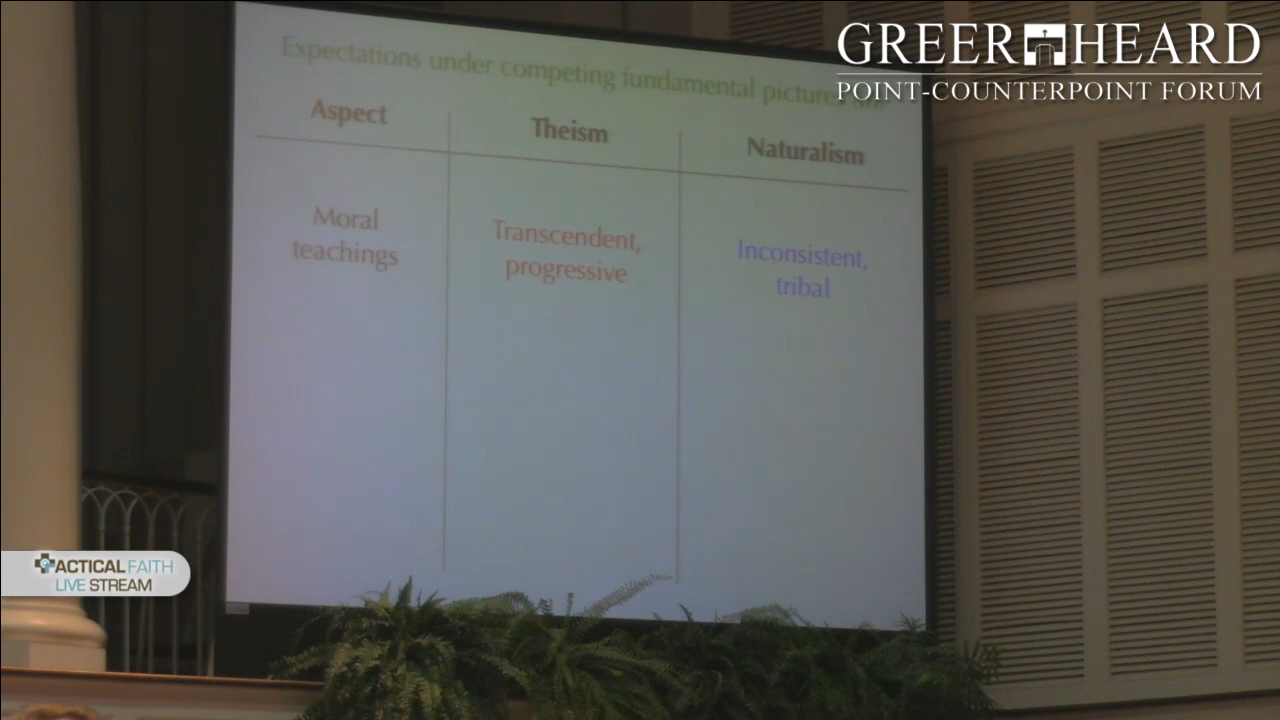 GREER HEARD
POINT-COUNTERPOINT FORUM
Expectations under competing fundamental pictures
Aspect
Theism
Naturalism
Moral
teachings
Transcendent,
progressive
Inconsistent,
tribal
TACTICAL FAITH
LIVE STREAM